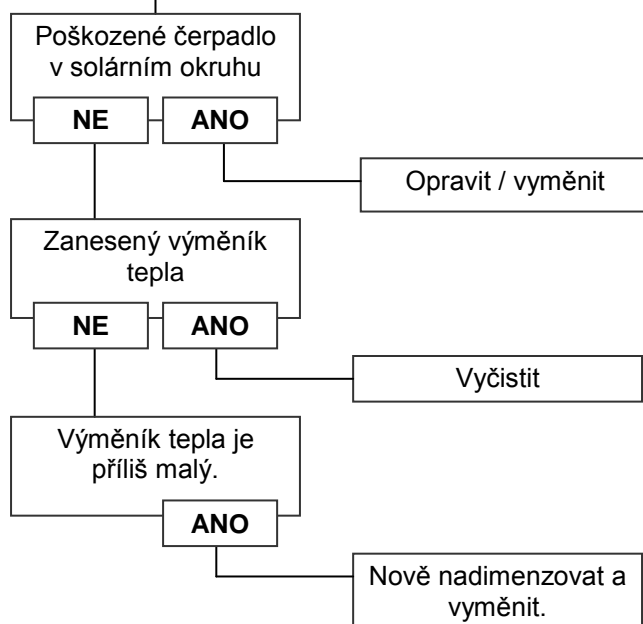 Poškozené čerpadlo
v solárním okruhu
NE
ANO
Opravit / vyměnit
Zanesený výměník
tepla
NE
ANO
Vyčistit
Výměník tepla je
příliš malý.
ANO
Nově nadimenzovat a
vyměnit.